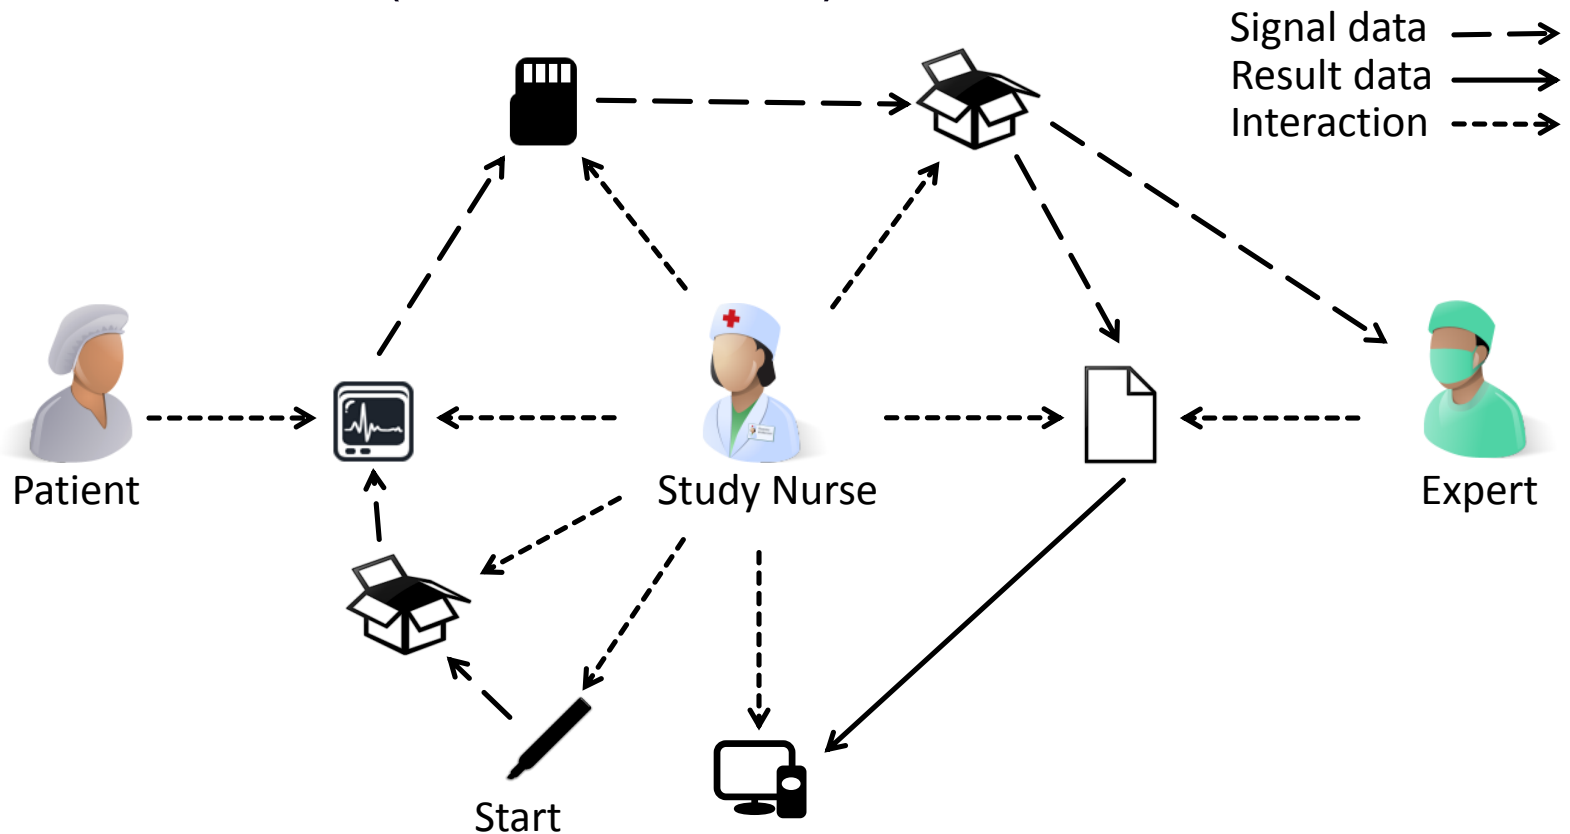 Signal data
Result data
Interaction
Patient
Study Nurse
Expert
Start